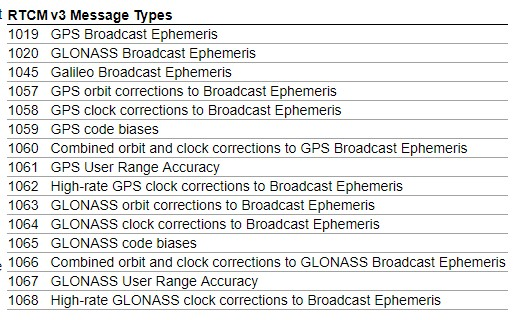 RTCM v3 Message Types
1019 GPS Broadcast Ephemeris
1020 GLONASS Broadcast Ephemeris
1045 Galileo Broadcast Ephemeris
1057 GPS orbit corrections to Broadcast Ephemeris
1058 GPS clock corrections to Broadcast Ephemeris
1059 GPS code biases
1060 Combined orbit and clock corrections to GPS Broadcast Ephemeris
1061 GPS User Range Accuracy
1062 High-rate GPS clock corrections to Broadcast Ephemeris
1063 GLONASS orbit corrections to Broadcast Ephemeris
1064 GLONASS clock corrections to Broadcast Ephemeris
1065 GLONASS code biases
1066 Combined orbit and clock corrections to GLONASS Broadcast Ephemeris
1067 GLONASS User Range Accuracy
1068 High-rate GLONASS clock corrections to Broadcast Ephemeris